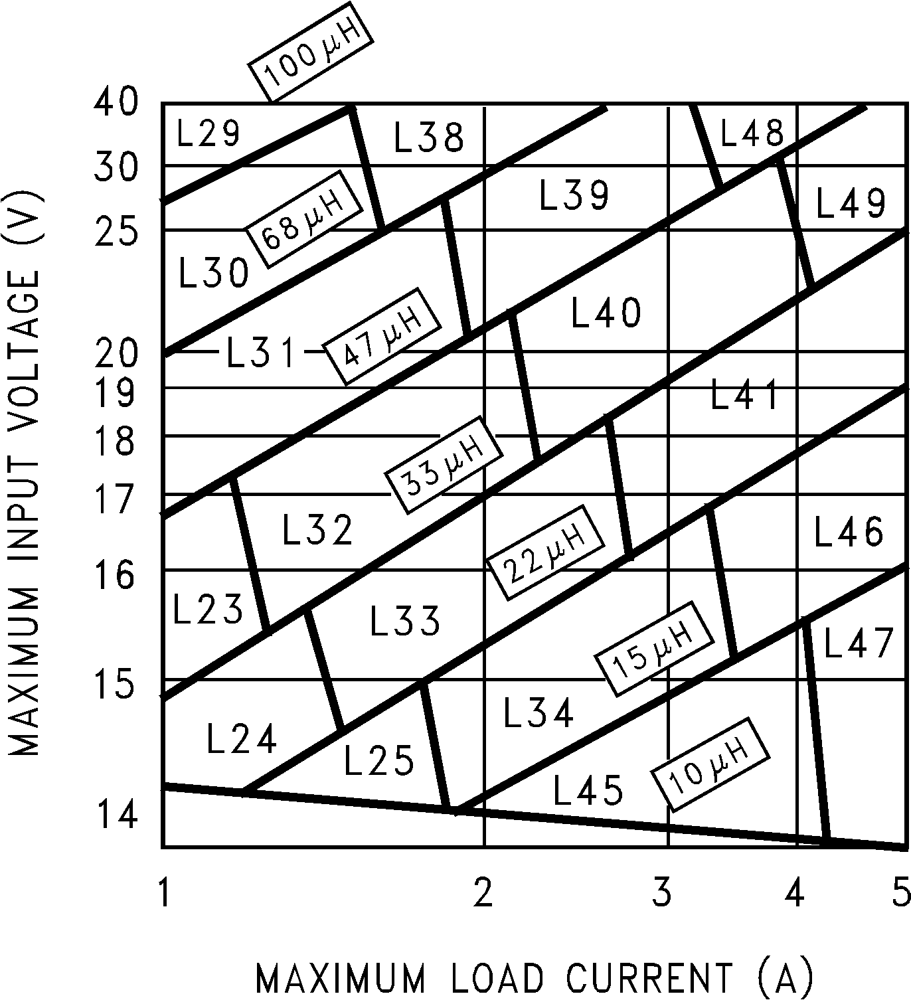 100 μH
40
L29
L38
L48
30
L39
L49
68 μH
25
L30
L40
47 μH
20
L31
19
L41
18
33 μH
17
L32
22 μH
L46
16
L23
L33
15 μH
L47
15
L34
L24
L25
10 μH
L45
14
1
2
3
4
5
MAXIMUM INPUT VOLTAGE (V)
MAXIMUM LOAD CURRENT (A)